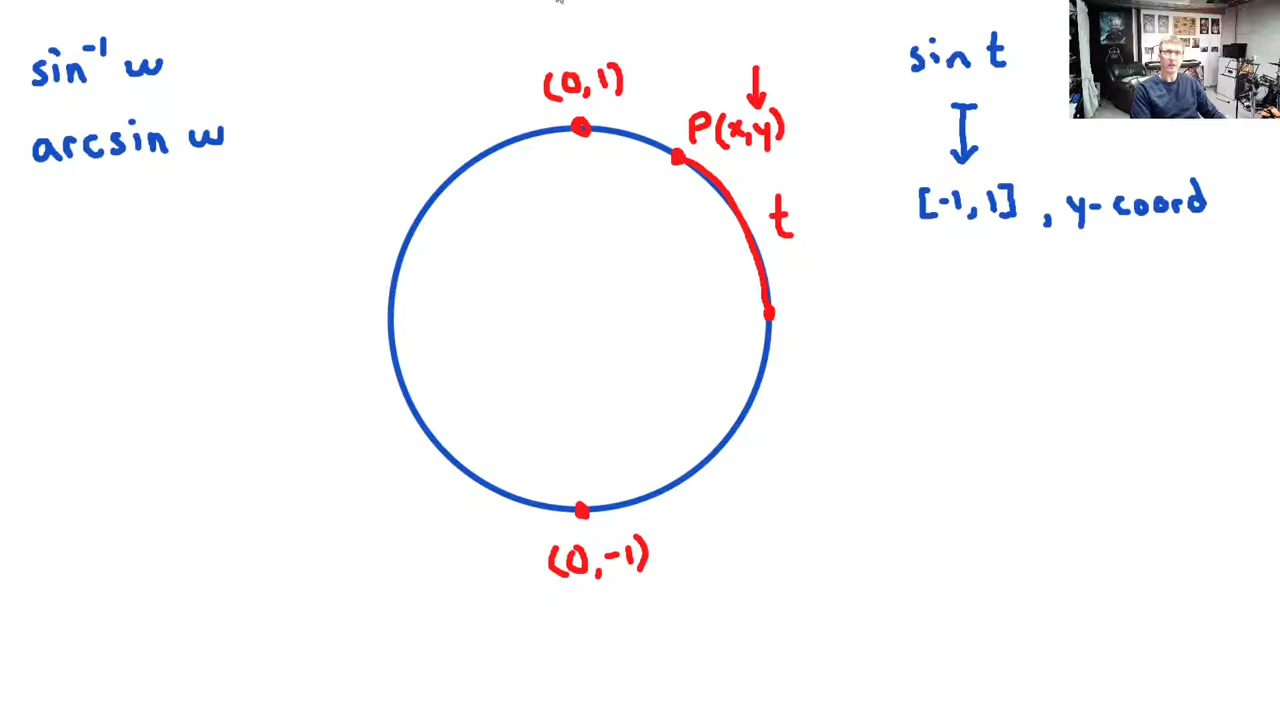 sin⁻¹ w
arcsin w
(0,1)
P(x,y)
t
(0,-1)
sin t
[-1,1] , y-coord